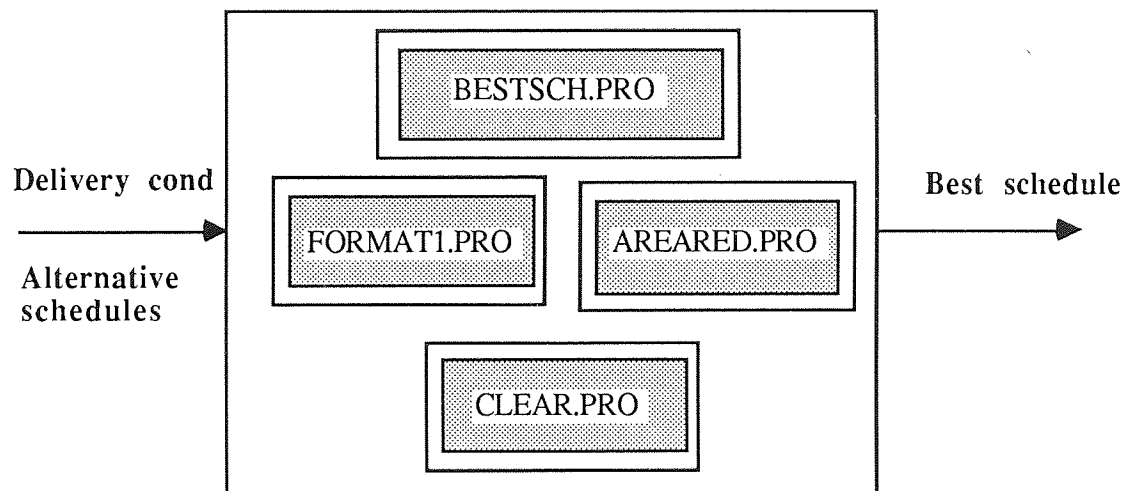 BESTSCH.PRO
Delivery cond
Best schedule
FORMAT1.PRO
AREARED.PRO
Alternative
schedules
CLEAR.PRO